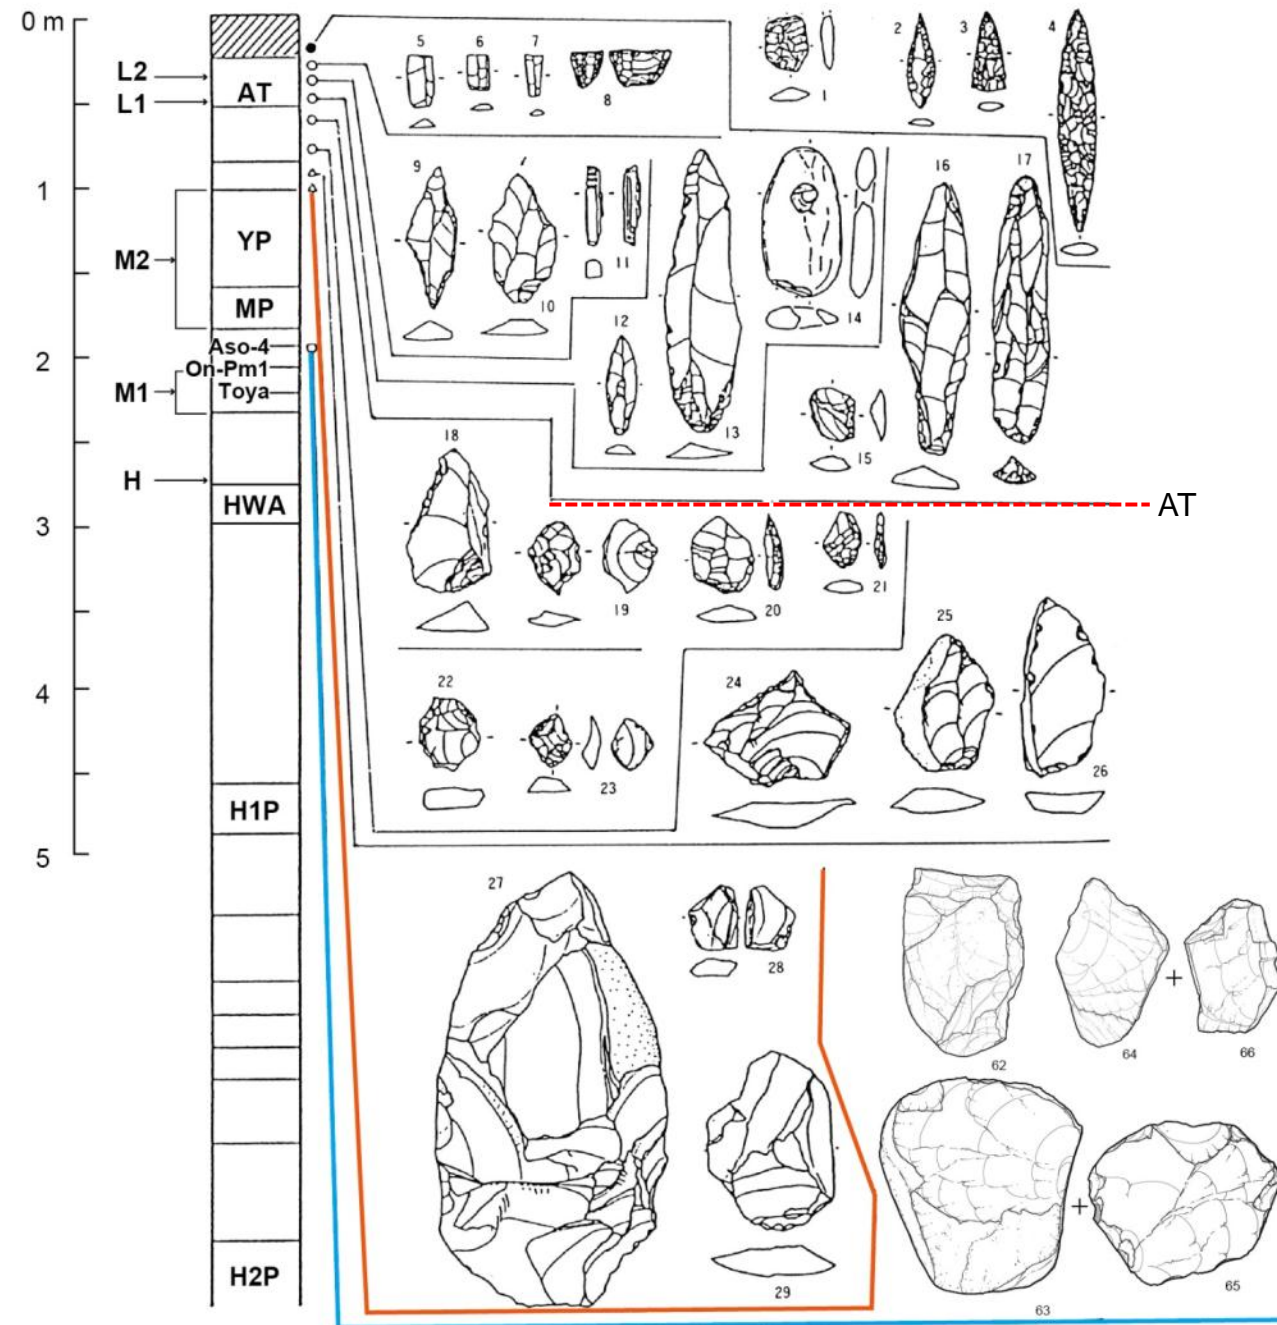 0 m
1
2
3
4
5
L2
L1
M2
M1
H
AT
YP
MP
Aso-4
On-Pm1
Toya
HWA
H1P
H2P
5 6 7 8
1 2 3 4
9 10 11
12 13 14
15 16 17
AT
18 19 20 21
22 23
24 25 26
27 28 29
62 64 + 66
63 + 65